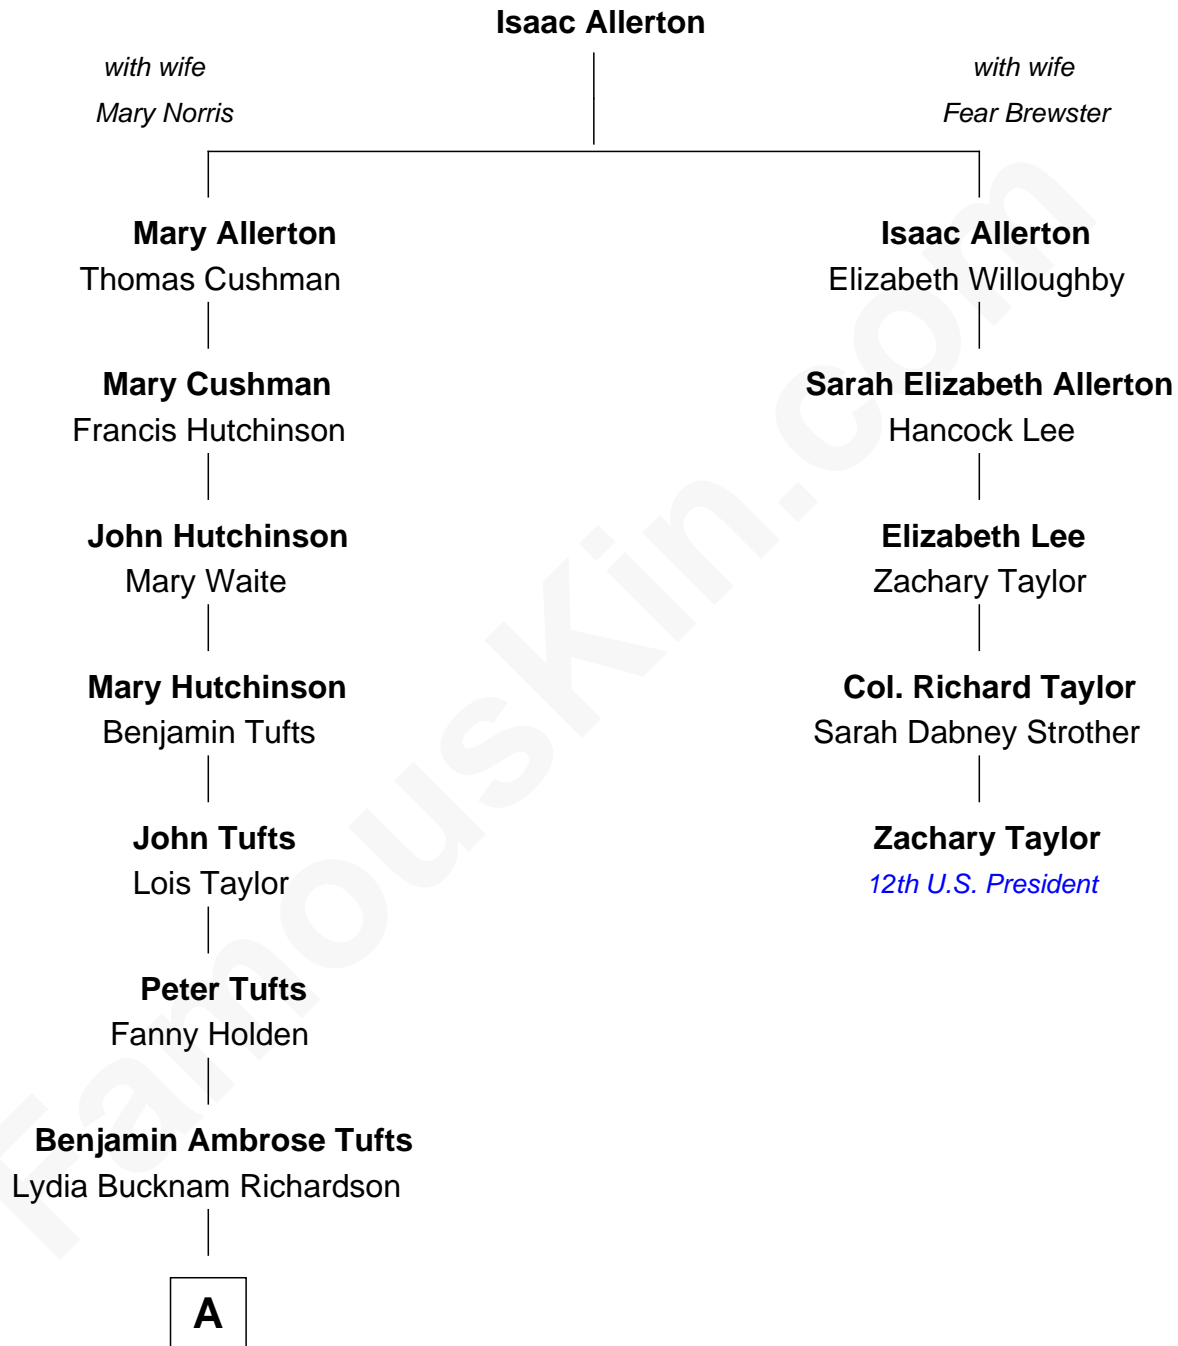 Isaac Allerton
with wife
Mary Norris
with wife
Fear Brewster
Mary Allerton
Thomas Cushman
Mary Cushman
Francis Hutchinson
John Hutchinson
Mary Waite
Mary Hutchinson
Benjamin Tufts
John Tufts
Lois Taylor
Peter Tufts
Fanny Holden
Benjamin Ambrose Tufts
Lydia Bucknam Richardson
A
Isaac Allerton
Elizabeth Willoughby
Sarah Elizabeth Allerton
Hancock Lee
Elizabeth Lee
Zachary Taylor
Col. Richard Taylor
Sarah Dabney Strother
Zachary Taylor
12th U.S. President
FamousKin.com